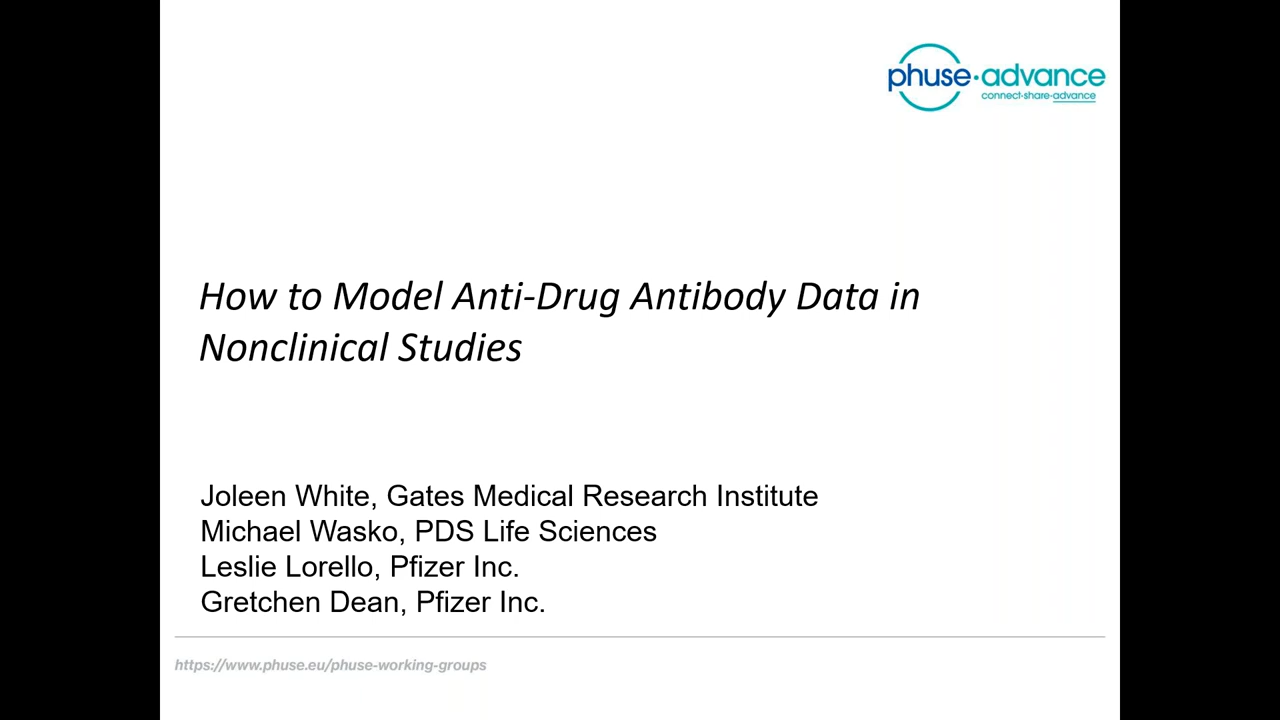 phuse·advance
connect·share·advance
How to Model Anti-Drug Antibody Data in
Nonclinical Studies
Joleen White, Gates Medical Research Institute
Michael Wasko, PDS Life Sciences
Leslie Lorello, Pfizer Inc.
Gretchen Dean, Pfizer Inc.
https://www.phuse.eu/phuse-working-groups